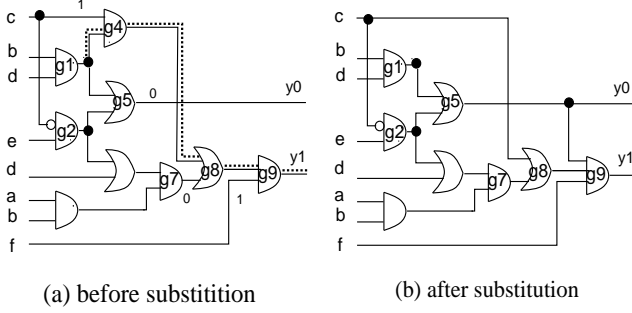 c
1
g4
b
g1
d
g5
0
y0
g2
e
d
g8
y1
g9
a
g7
0
1
b
f
c
b
g1
d
g5
y0
g2
e
d
g8
y1
g9
a
g7
b
f
(a) before substitition
(b) after substitution